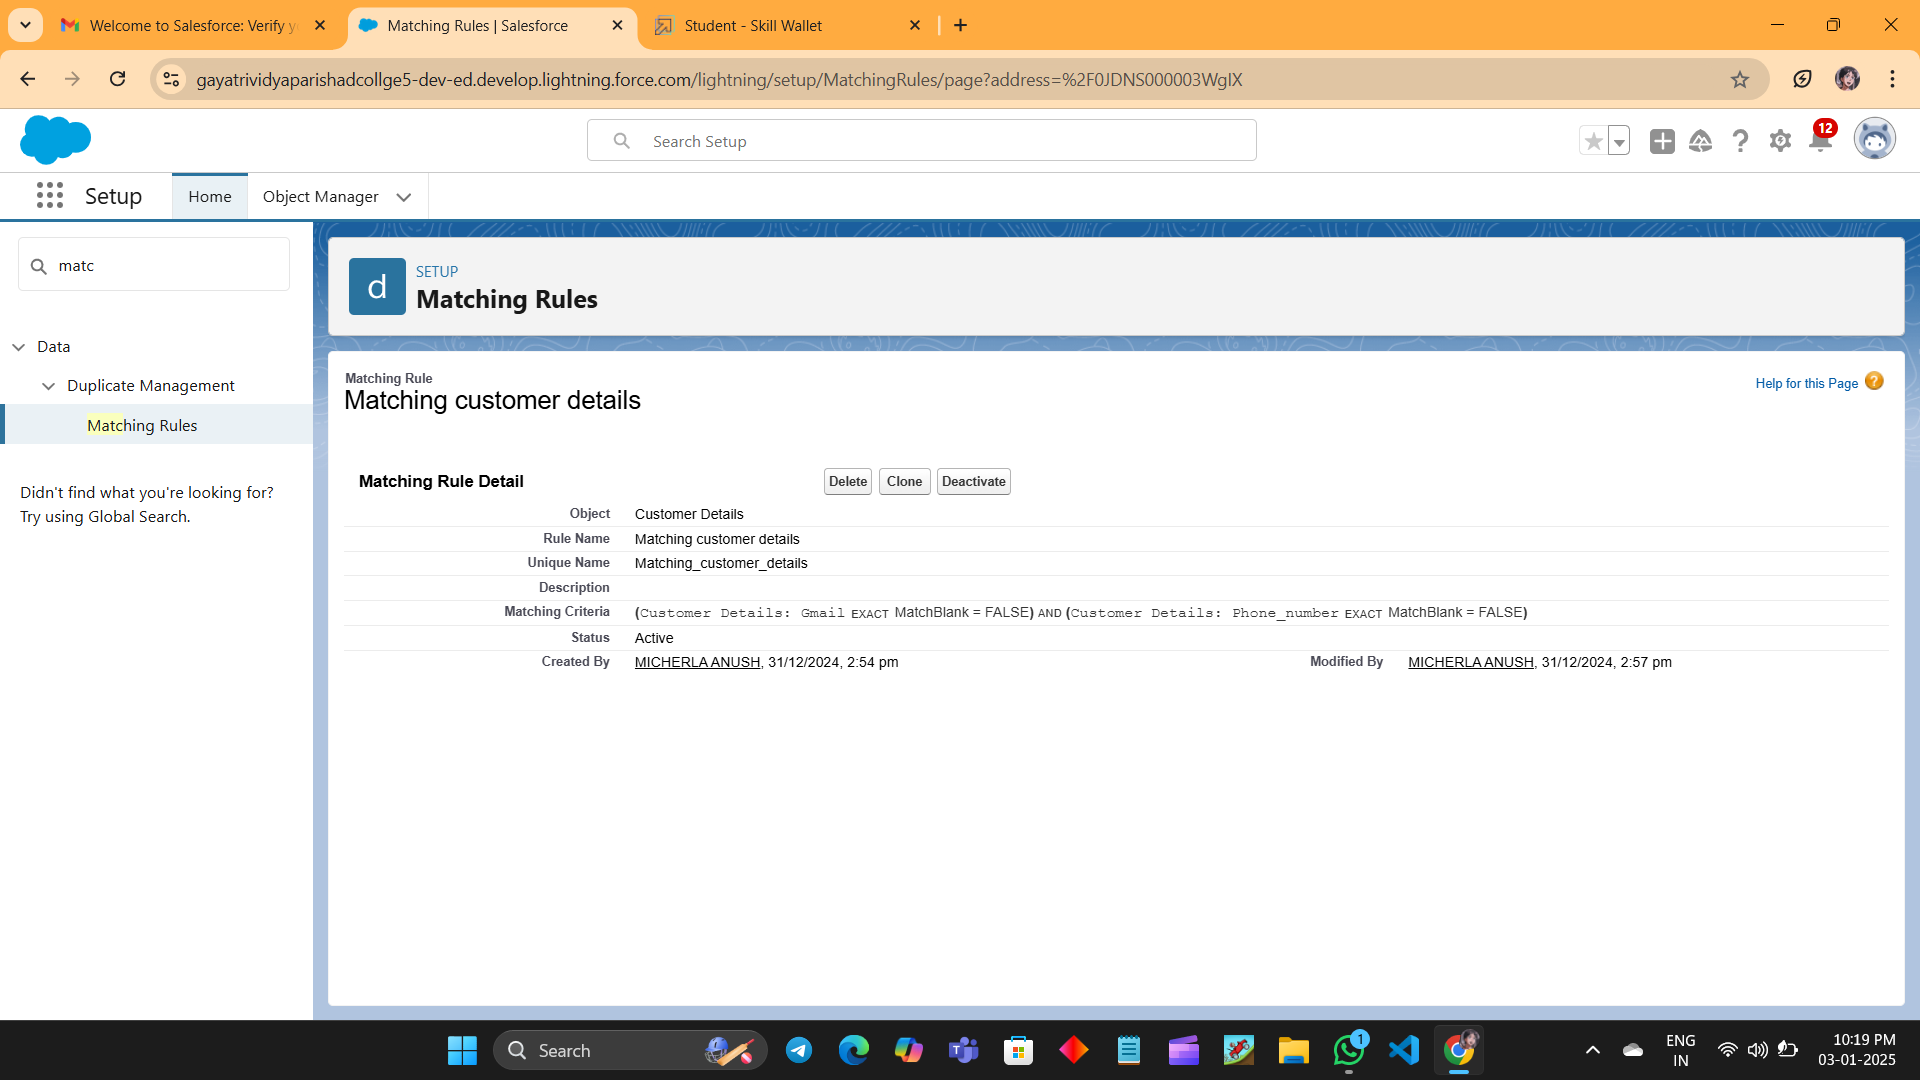 Welcome to Salesforce: Verify y
Matching Rules | Salesforce
Student - Skill Wallet
gayatrividyaparishadcollge5-dev-ed.develop.lightning.force.com/lightning/setup/MatchingRules/page?address=%2F0JDNS000003WgIX
Search Setup
12
Setup
Home
Object Manager
matc
Data
Duplicate Management
Matching Rules
Didn't find what you're looking for?
Try using Global Search.
d
SETUP
Matching Rules
Matching Rule
Matching customer details
Help for this Page
Matching Rule Detail
Delete
Clone
Deactivate
Object Customer Details
Rule Name Matching customer details
Unique Name Matching_customer_details
Description
Matching Criteria (Customer Details: Gmail EXACT MatchBlank = FALSE) AND (Customer Details: Phone_number EXACT MatchBlank = FALSE)
Status Active
Created By MICHERLA ANUSH, 31/12/2024, 2:54 pm
Modified By MICHERLA ANUSH, 31/12/2024, 2:57 pm
Search
1
ENG
IN
10:19 PM
03-01-2025